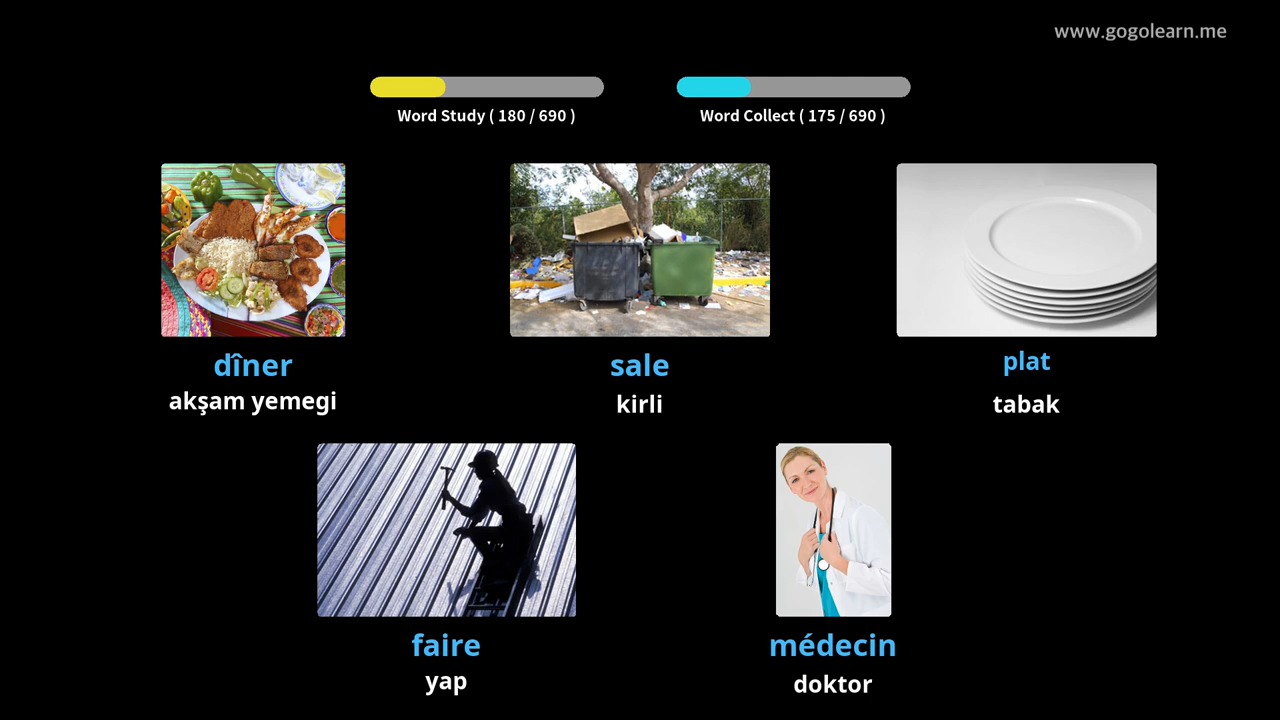 www.gogolearn.me
Word Study ( 180 / 690 )
Word Collect ( 175 / 690 )
dîner
akşam yemegi
sale
kirli
plat
tabak
faire
yap
médecin
doktor